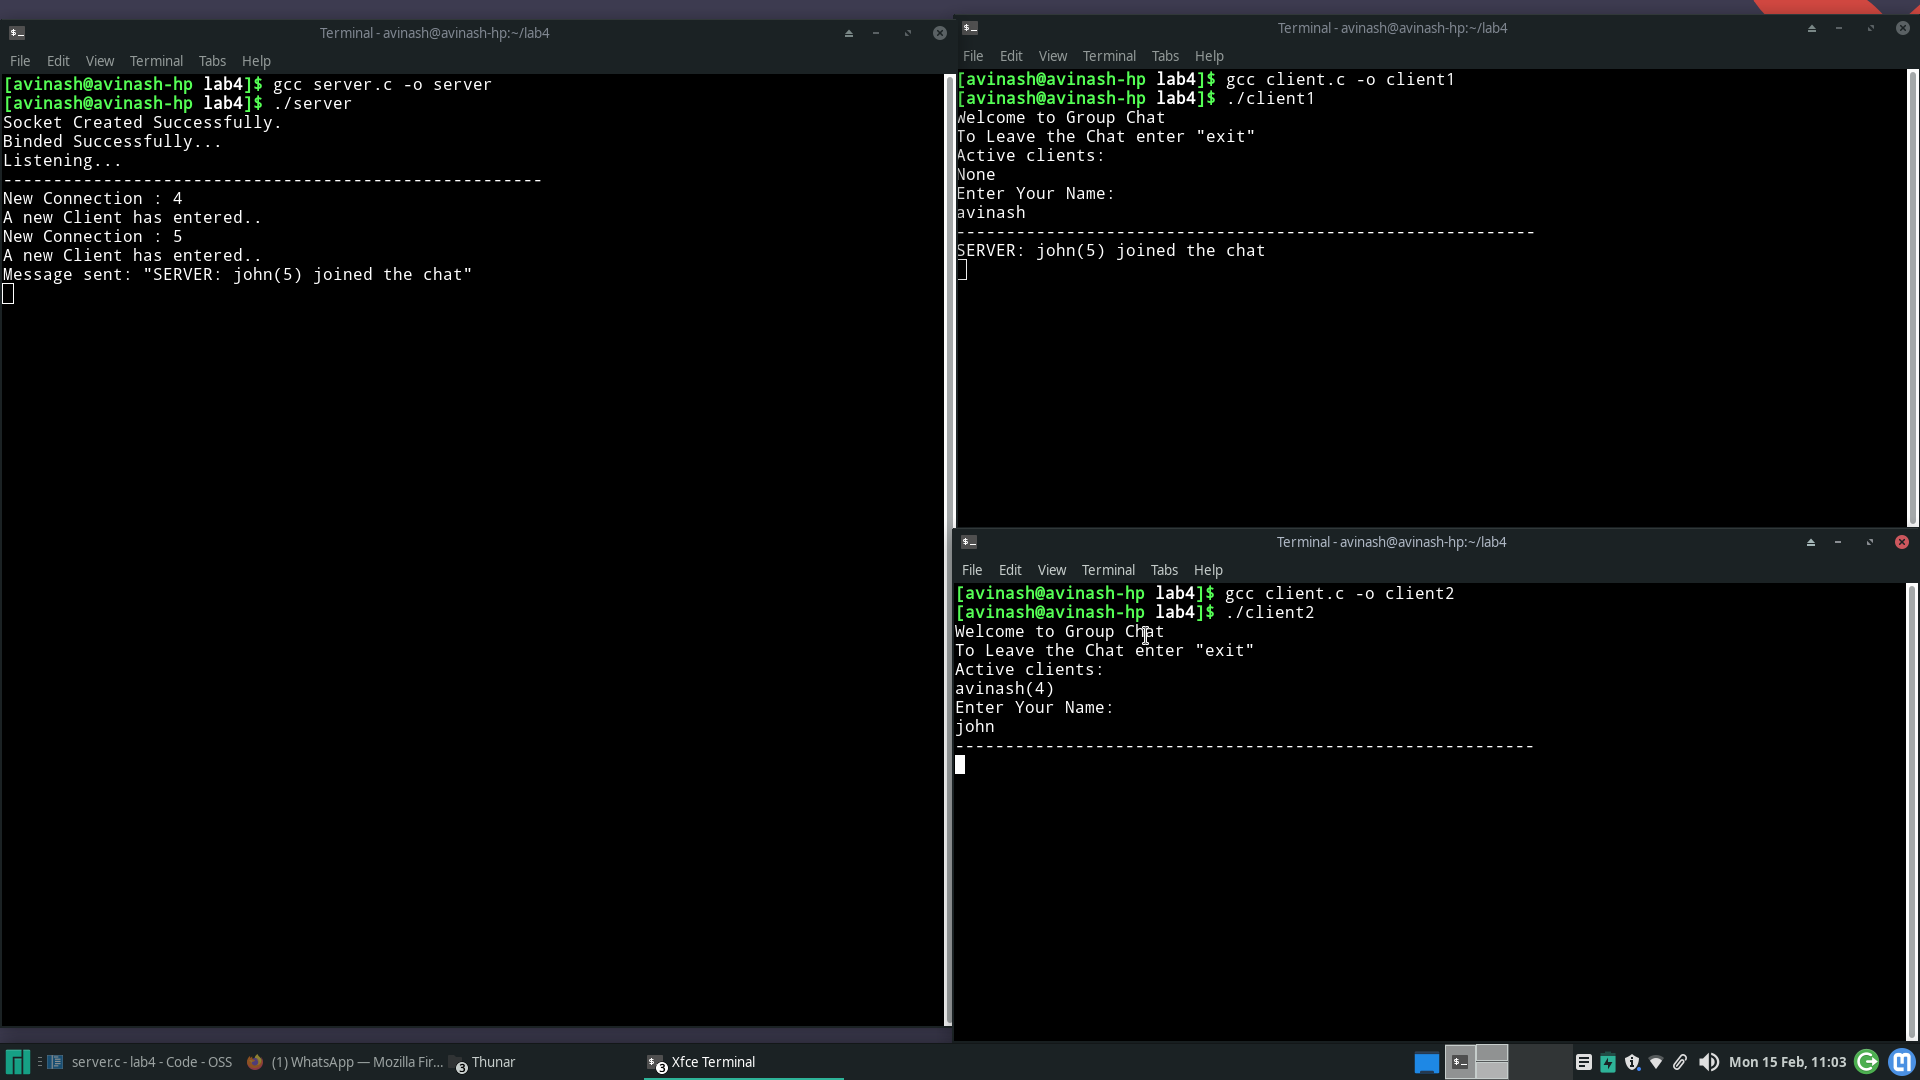 Terminal - avinash@avinash-hp:~/lab4
File Edit View Terminal Tabs Help
[avinash@avinash-hp lab4]$ gcc server.c -o server
[avinash@avinash-hp lab4]$ ./server
Socket Created Successfully.
Binded Successfully...
Listening...
------------------------------------------------------
New Connection : 4
A new Client has entered..
New Connection : 5
A new Client has entered..
Message sent: "SERVER: john(5) joined the chat"
Terminal - avinash@avinash-hp:~/lab4
File Edit View Terminal Tabs Help
[avinash@avinash-hp lab4]$ gcc client.c -o client1
[avinash@avinash-hp lab4]$ ./client1
Welcome to Group Chat
To Leave the Chat enter "exit"
Active clients:
None
Enter Your Name:
avinash
----------------------------------------------------------
SERVER: john(5) joined the chat
Terminal - avinash@avinash-hp:~/lab4
File Edit View Terminal Tabs Help
[avinash@avinash-hp lab4]$ gcc client.c -o client2
[avinash@avinash-hp lab4]$ ./client2
Welcome to Group Chat
To Leave the Chat enter "exit"
Active clients:
avinash(4)
Enter Your Name:
john
----------------------------------------------------------
server.c - lab4 - Code - OSS
(1) WhatsApp — Mozilla Fir...
3 Thunar
3 Xfce Terminal
Mon 15 Feb, 11:03